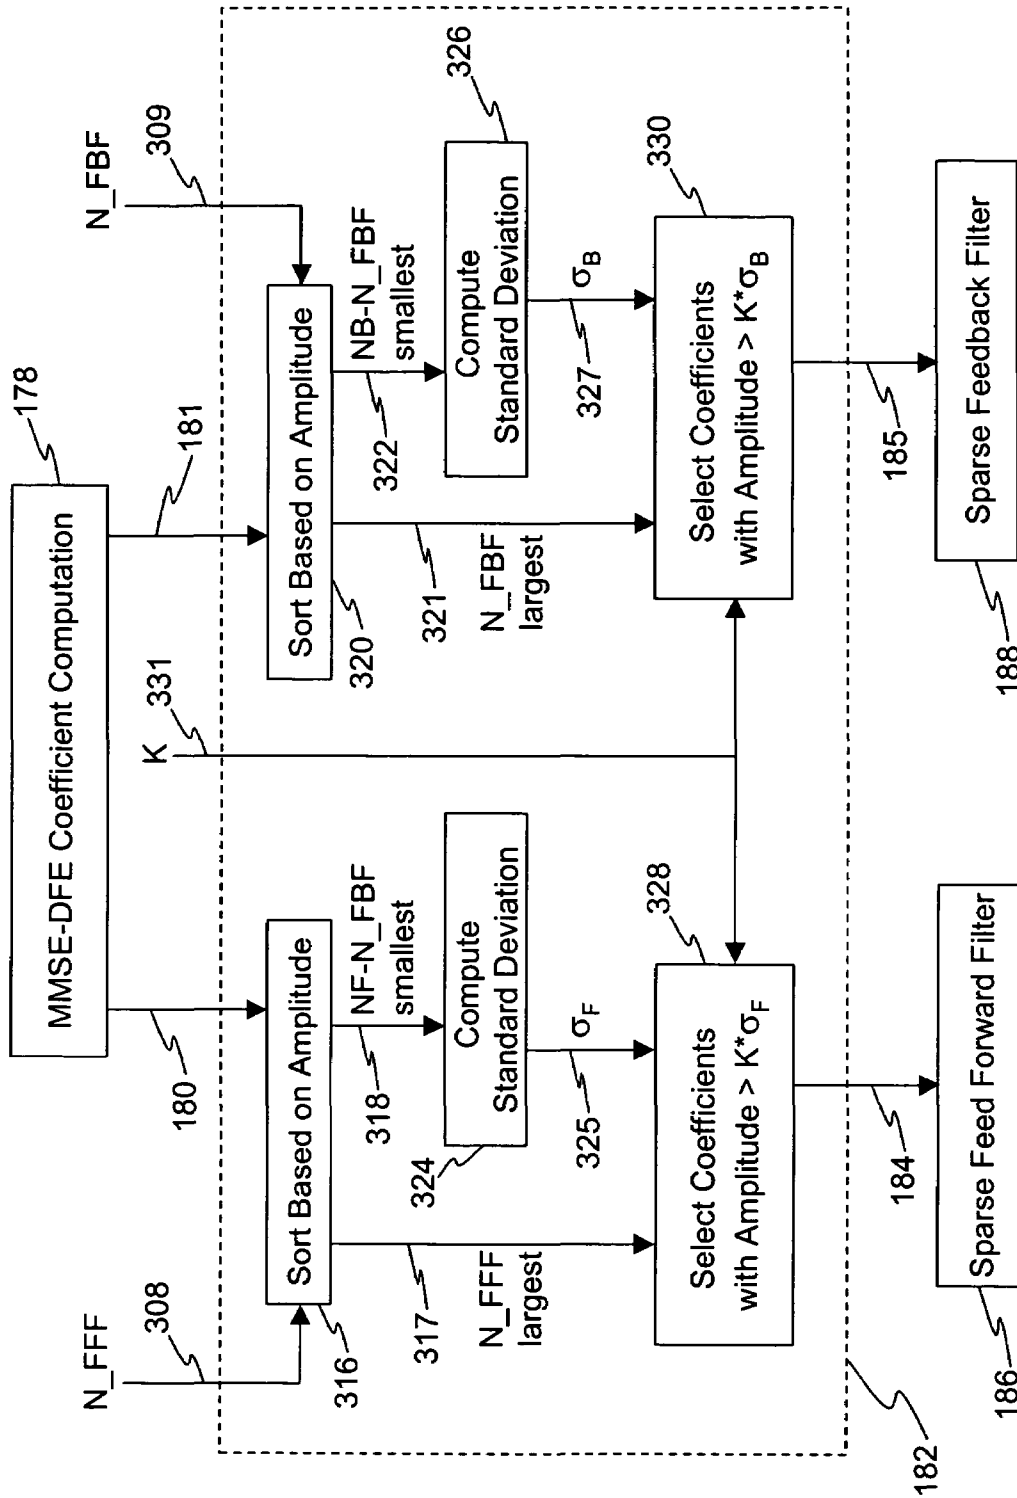 MMSE-DFE Coefficient Computation
178
N_FFF
308
180
K
331
181
N_FBF
309
Sort Based on Amplitude
316
Sort Based on Amplitude
320
317
N_FFF
largest
318
NF-N_FBF
smallest
321
N_FBF
largest
322
NB-N_FBF
smallest
Compute
Standard Deviation
324
Compute
Standard Deviation
326
325
σF
327
σB
Select Coefficients
with Amplitude > K*σF
328
Select Coefficients
with Amplitude > K*σB
330
182
184
185
Sparse Feed Forward Filter
186
Sparse Feedback Filter
188